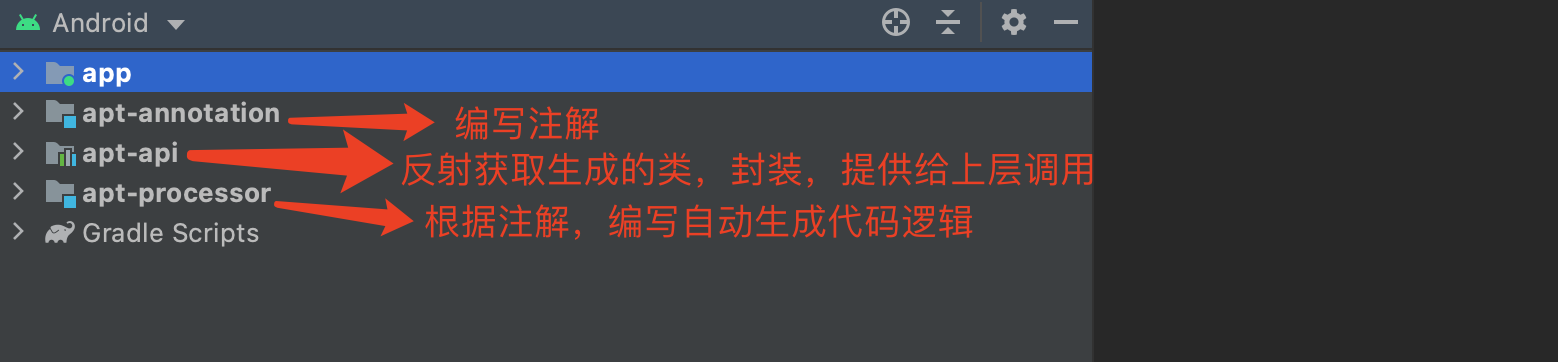 Android
app
apt-annotation
编写注解
apt-api
反射获取生成的类，封装，提供给上层调用
apt-processor
根据注解，编写自动生成代码逻辑
Gradle Scripts